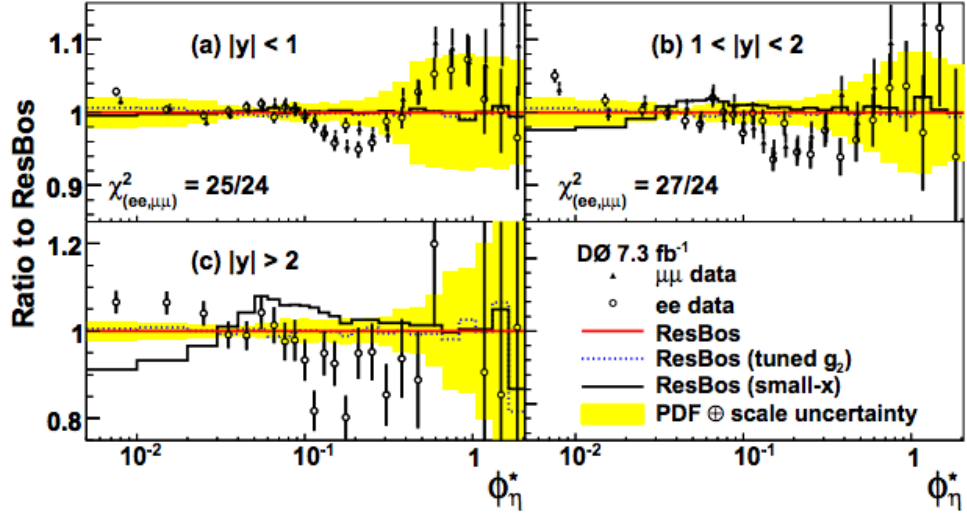 Ratio to ResBos
1.1
1
0.9
(a) |y| < 1
χ²(ee,μμ) = 25/24
(b) 1 < |y| < 2
χ²(ee,μμ) = 27/24
1.2
1
0.8
(c) |y| > 2
DØ 7.3 fb⁻¹
μμ data
ee data
ResBos
ResBos (tuned g₂)
ResBos (small-x)
PDF ⊕ scale uncertainty
10⁻² 10⁻¹ 1
10⁻² 10⁻¹ 1
ϕ*η
ϕ*η